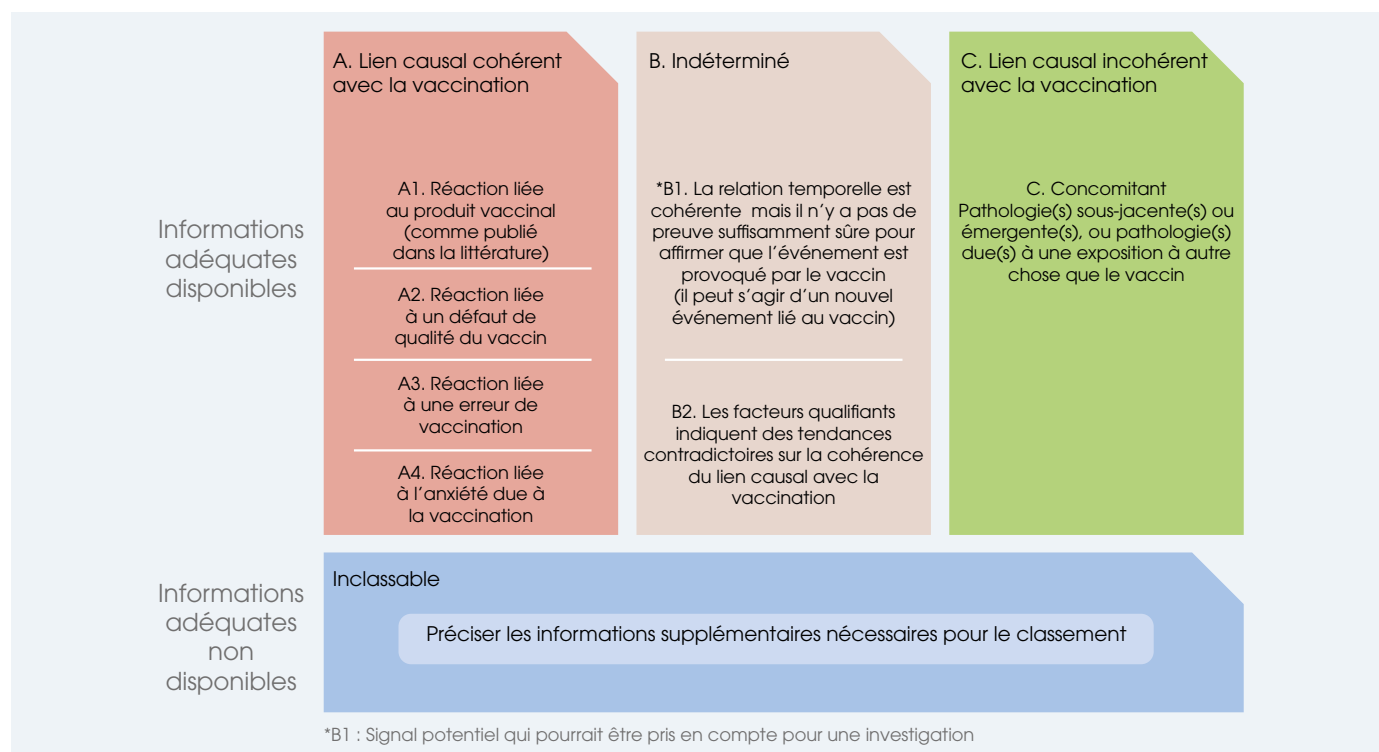 A. Lien causal cohérent
avec la vaccination
B. Indéterminé
C. Lien causal incohérent
avec la vaccination
Informations
adéquates
disponibles
A1. Réaction liée
au produit vaccinal
(comme publié
dans la littérature)
A2. Réaction liée
à un défaut de
qualité du vaccin
A3. Réaction liée
à une erreur de
vaccination
A4. Réaction liée
à l'anxiété due à
la vaccination
*B1. La relation temporelle est
cohérente mais il n'y a pas de
preuve suffisamment sûre pour
affirmer que l'événement est
provoqué par le vaccin
(il peut s'agir d'un nouvel
événement lié au vaccin)
B2. Les facteurs qualifiants
indiquent des tendances
contradictoires sur la cohérence
du lien causal avec la
vaccination
C. Concomitant
Pathologie(s) sous-jacente(s) ou
émergente(s), ou pathologie(s)
due(s) à une exposition à autre
chose que le vaccin
Informations
adéquates
non
disponibles
Inclassable
Préciser les informations supplémentaires nécessaires pour le classement
*B1 : Signal potentiel qui pourrait être pris en compte pour une investigation